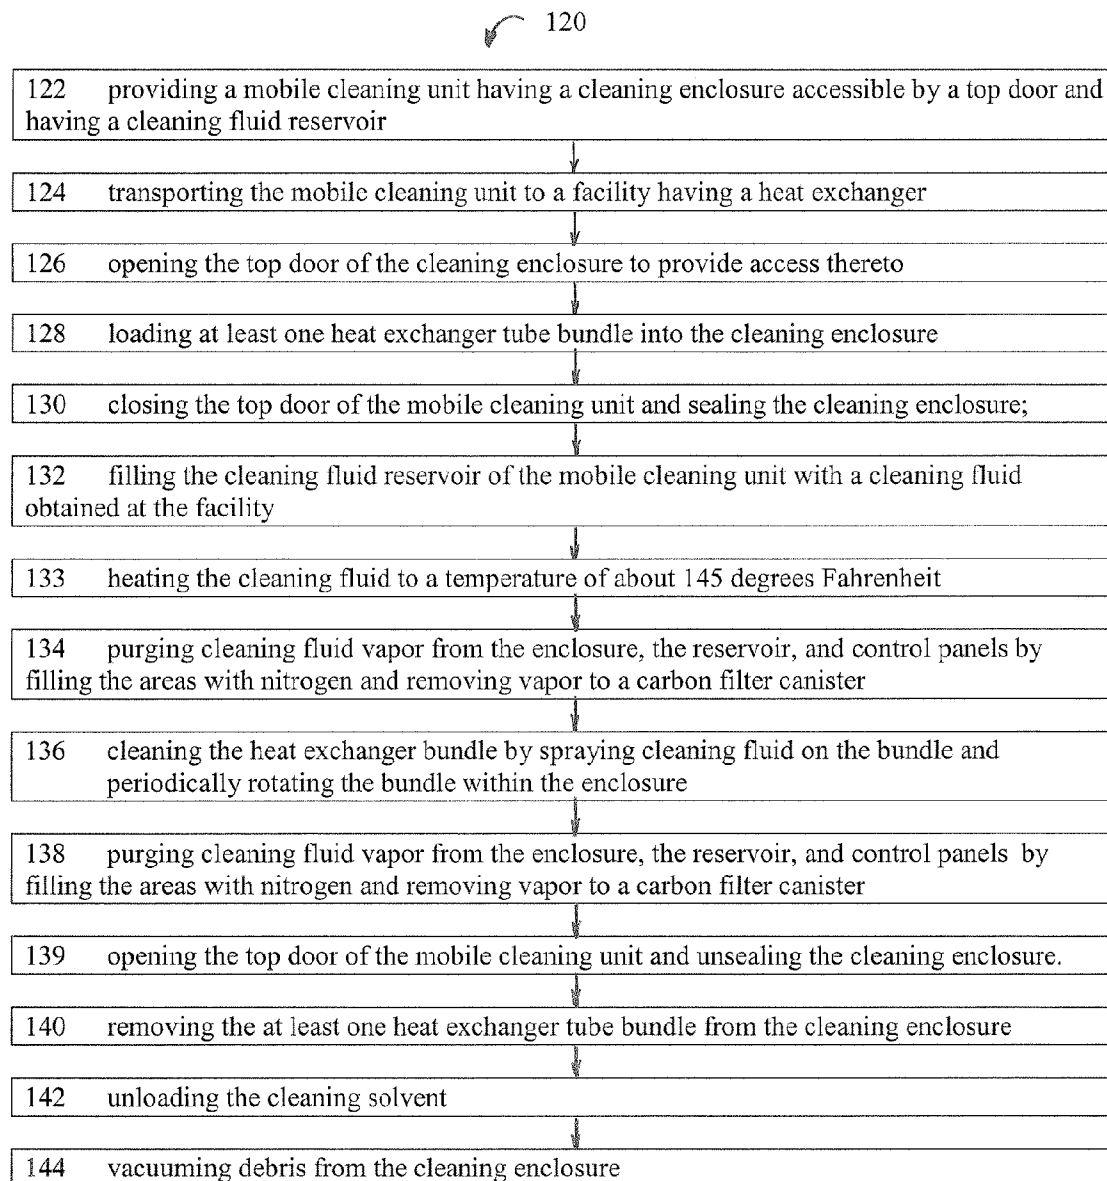 120
122 providing a mobile cleaning unit having a cleaning enclosure accessible by a top door and
having a cleaning fluid reservoir
124 transporting the mobile cleaning unit to a facility having a heat exchanger
126 opening the top door of the cleaning enclosure to provide access thereto
128 loading at least one heat exchanger tube bundle into the cleaning enclosure
130 closing the top door of the mobile cleaning unit and sealing the cleaning enclosure;
132 filling the cleaning fluid reservoir of the mobile cleaning unit with a cleaning fluid
obtained at the facility
133 heating the cleaning fluid to a temperature of about 145 degrees Fahrenheit
134 purging cleaning fluid vapor from the enclosure, the reservoir, and control panels by
filling the areas with nitrogen and removing vapor to a carbon filter canister
136 cleaning the heat exchanger bundle by spraying cleaning fluid on the bundle and
periodically rotating the bundle within the enclosure
138 purging cleaning fluid vapor from the enclosure, the reservoir, and control panels by
filling the areas with nitrogen and removing vapor to a carbon filter canister
139 opening the top door of the mobile cleaning unit and unsealing the cleaning enclosure.
140 removing the at least one heat exchanger tube bundle from the cleaning enclosure
142 unloading the cleaning solvent
144 vacuuming debris from the cleaning enclosure